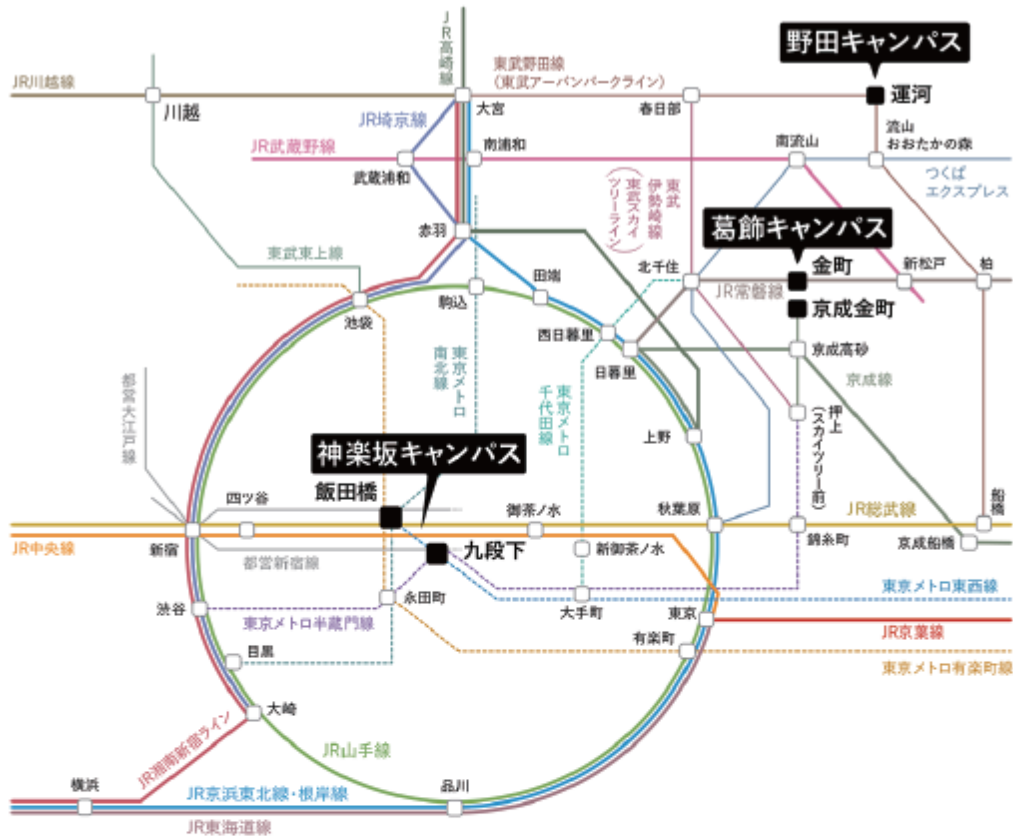 JR高崎線
野田キャンパス
東武野田線
(東武アーバンパークライン)
JR川越線
川越
大宮
春日部
運河
JR埼京線
流山
おおたかの森
JR武蔵野線
南浦和
南流山
武蔵浦和
つくば
エクスプレス
東武
伊勢崎線
(東武スカイ
ツリーライン)
葛飾キャンパス
赤羽
東武東上線
田端
北千住
金町
新松戸
柏
JR常磐線
駒込
京成金町
池袋
西日暮里
日暮里
京成高砂
東京メトロ
南北線
京成線
都営大江戸線
東京メトロ
千代田線
押上
(スカイツリー前)
上野
神楽坂キャンパス
飯田橋
四ツ谷
御茶ノ水
秋葉原
JR総武線
船橋
JR中央線
新宿
九段下
新御茶ノ水
錦糸町
京成船橋
都営新宿線
東京メトロ東西線
渋谷
永田町
大手町
東京
東京メトロ半蔵門線
JR京葉線
有楽町
目黒
東京メトロ有楽町線
大崎
JR湘南新宿ライン
JR山手線
横浜
品川
JR京浜東北線・根岸線
JR東海道線